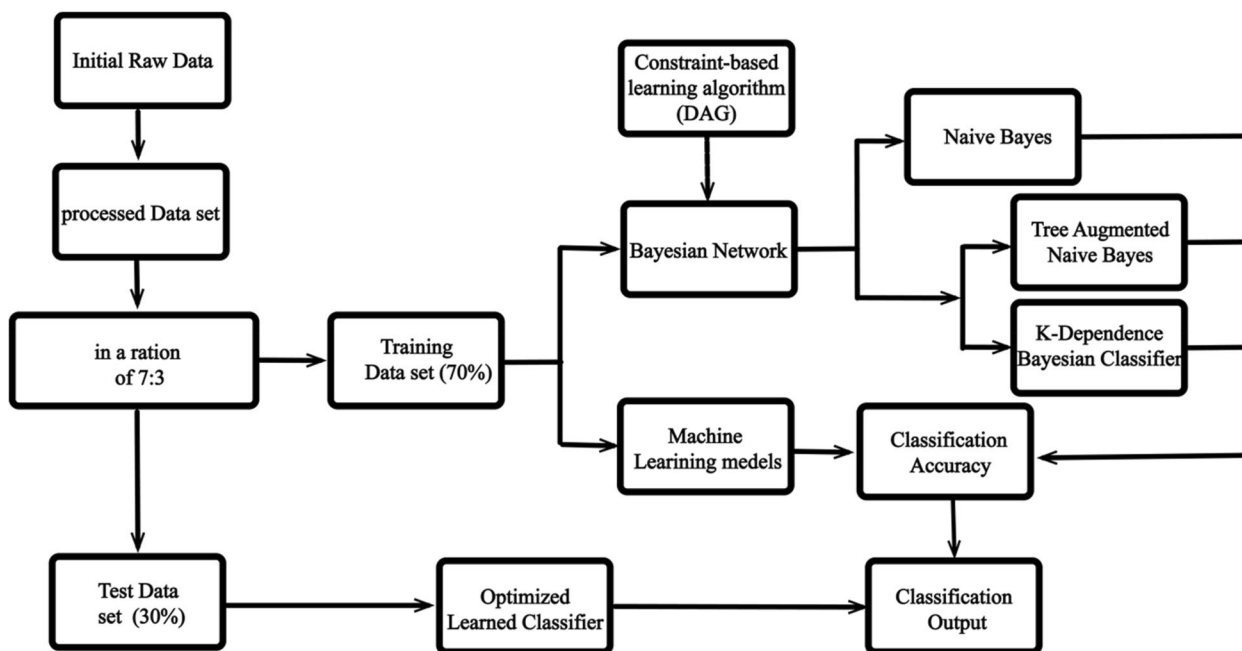 Initial Raw Data
processed Data set
in a ration
of 7:3
Training
Data set (70%)
Test Data
set (30%)
Constraint-based
learning algorithm
(DAG)
Bayesian Network
Naive Bayes
Tree Augmented
Naive Bayes
K-Dependence
Bayesian Classifier
Machine
Learining medels
Classification
Accuracy
Optimized
Learned Classifier
Classification
Output